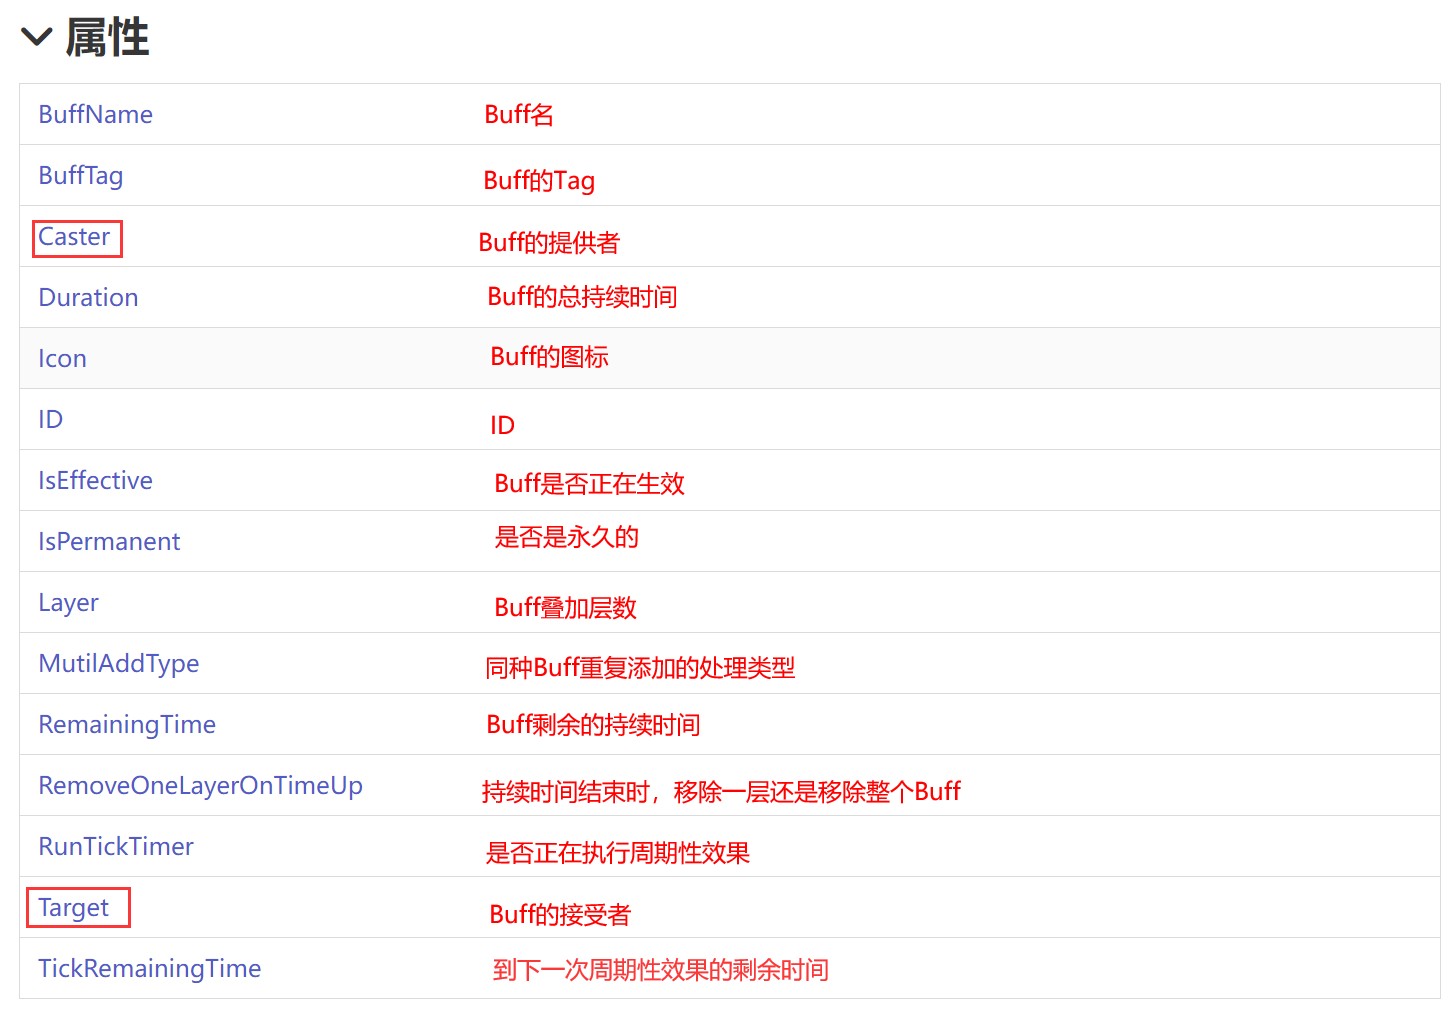 属性
BuffName Buff名
BuffTag Buff的Tag
Caster Buff的提供者
Duration Buff的总持续时间
Icon Buff的图标
ID ID
IsEffective Buff是否正在生效
IsPermanent 是否是永久的
Layer Buff叠加层数
MutilAddType 同种Buff重复添加的处理类型
RemainingTime Buff剩余的持续时间
RemoveOneLayerOnTimeUp 持续时间结束时，移除一层还是移除整个Buff
RunTickTimer 是否正在执行周期性效果
Target Buff的接受者
TickRemainingTime 到下一次周期性效果的剩余时间